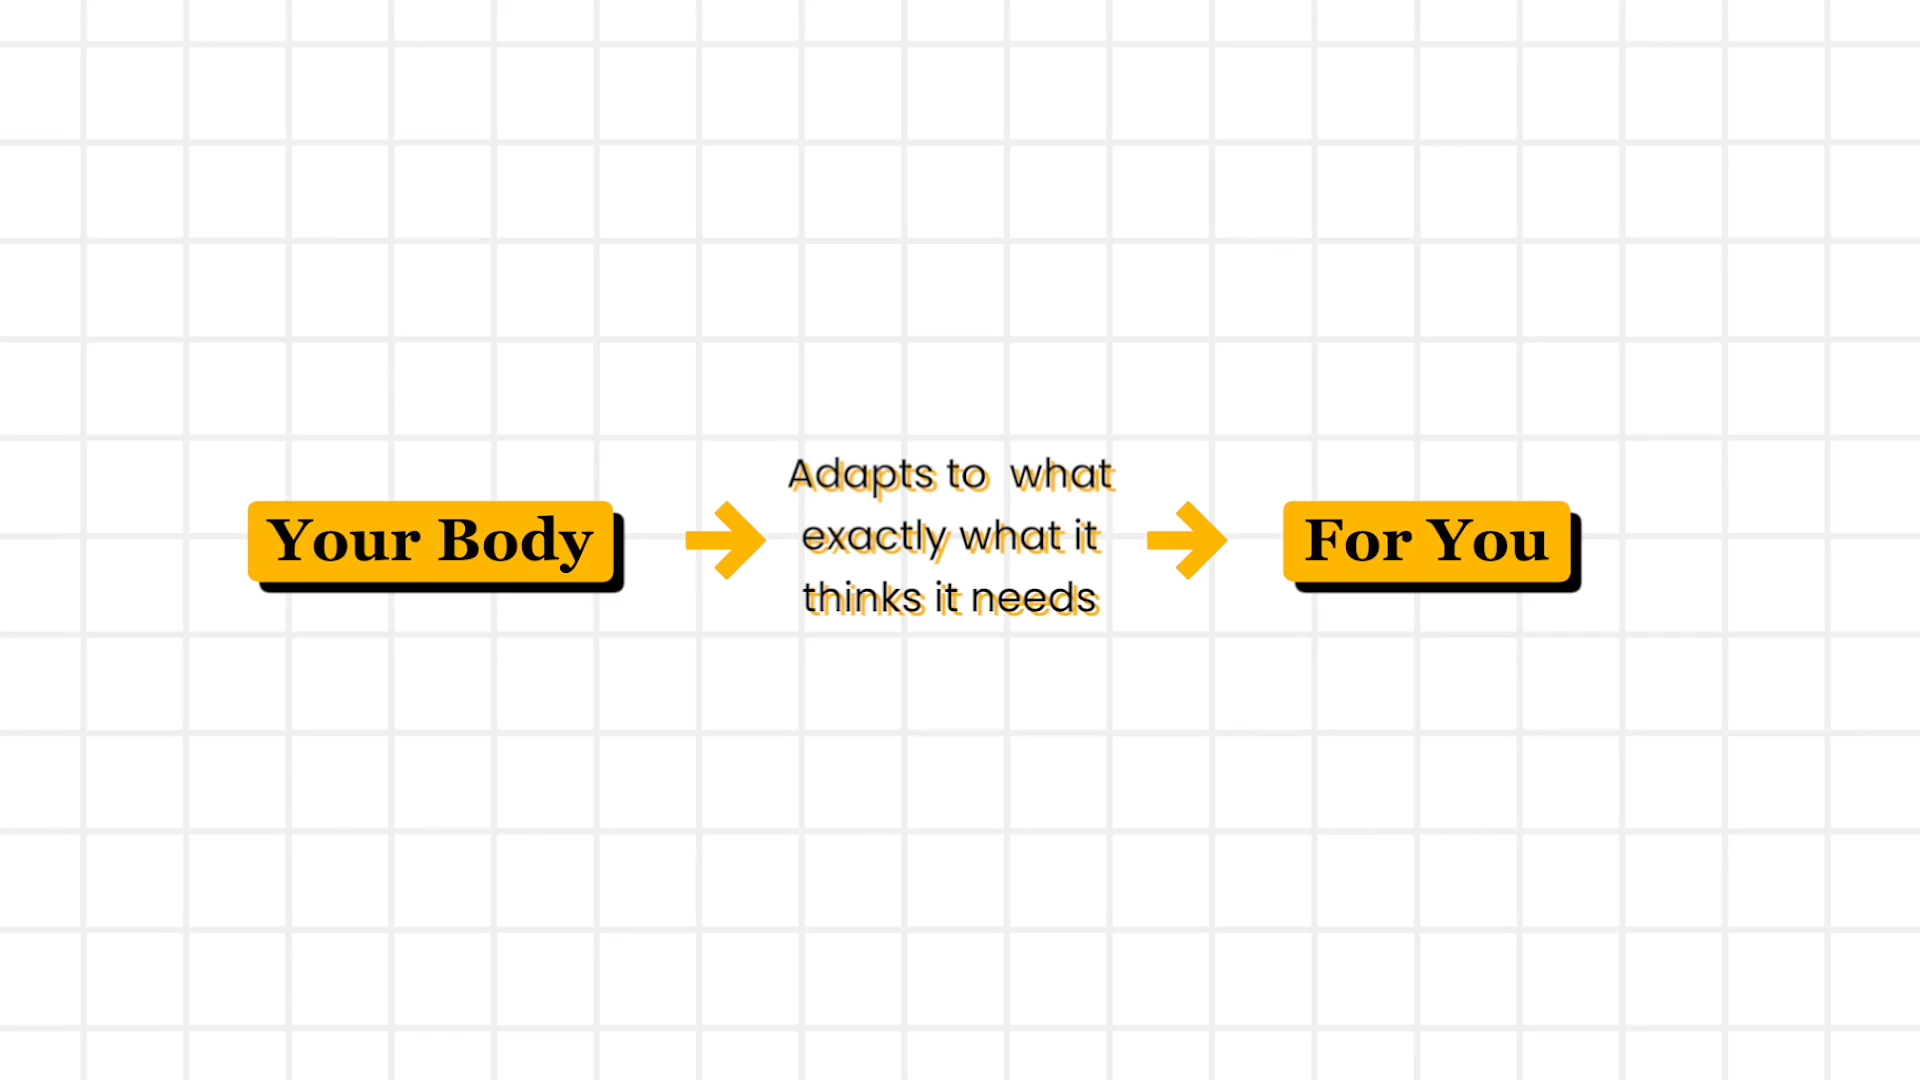 Your Body
Adapts to  what
exactly what it
thinks it needs
For You